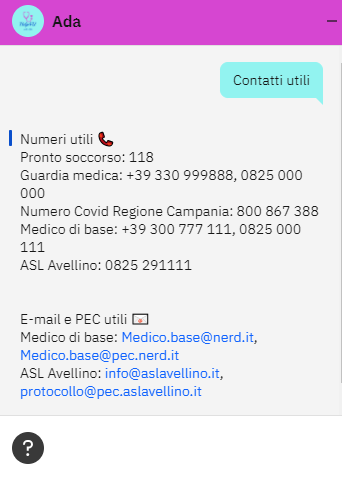 Ada
Contatti utili
Numeri utili
Pronto soccorso: 118
Guardia medica: +39 330 999888, 0825 000
000
Numero Covid Regione Campania: 800 867 388
Medico di base: +39 300 777 111, 0825 000
111
ASL Avellino: 0825 291111
E-mail e PEC utili
Medico di base: Medico.base@nerd.it,
Medico.base@pec.nerd.it
ASL Avellino: info@aslavellino.it,
protocollo@pec.aslavellino.it
?